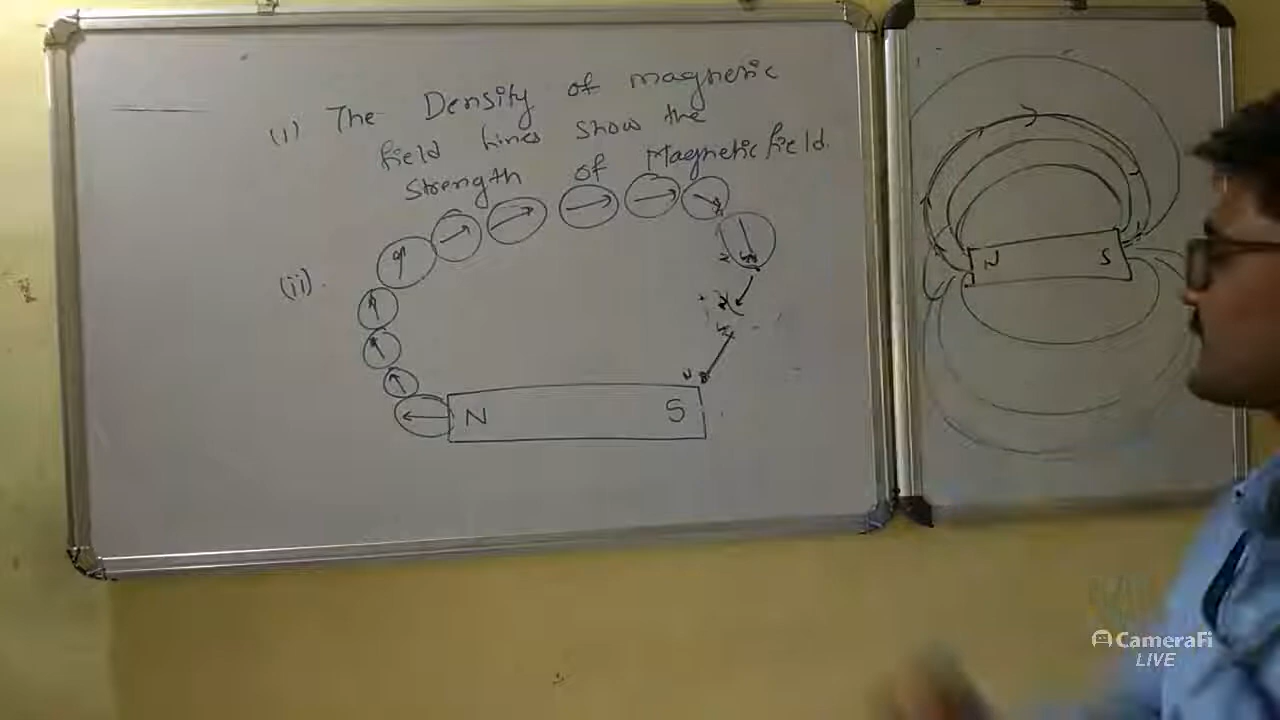 (i) The Density of magnetic
field lines show the
strength of Magnetic field.
(ii).
N S
N S
CameraFi
LIVE